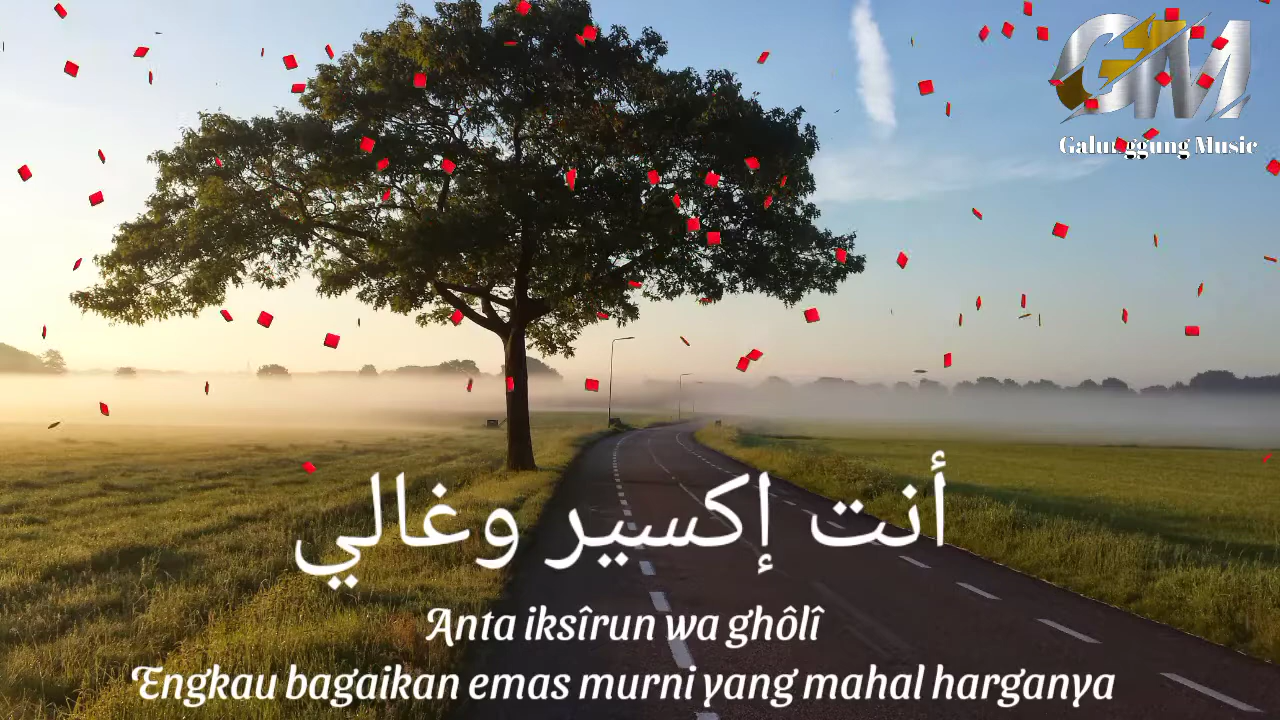 GM
Galunggung Music
أنت إكسير وغالي
Anta iksîrun wa ghôlî
Engkau bagaikan emas murni yang mahal harganya